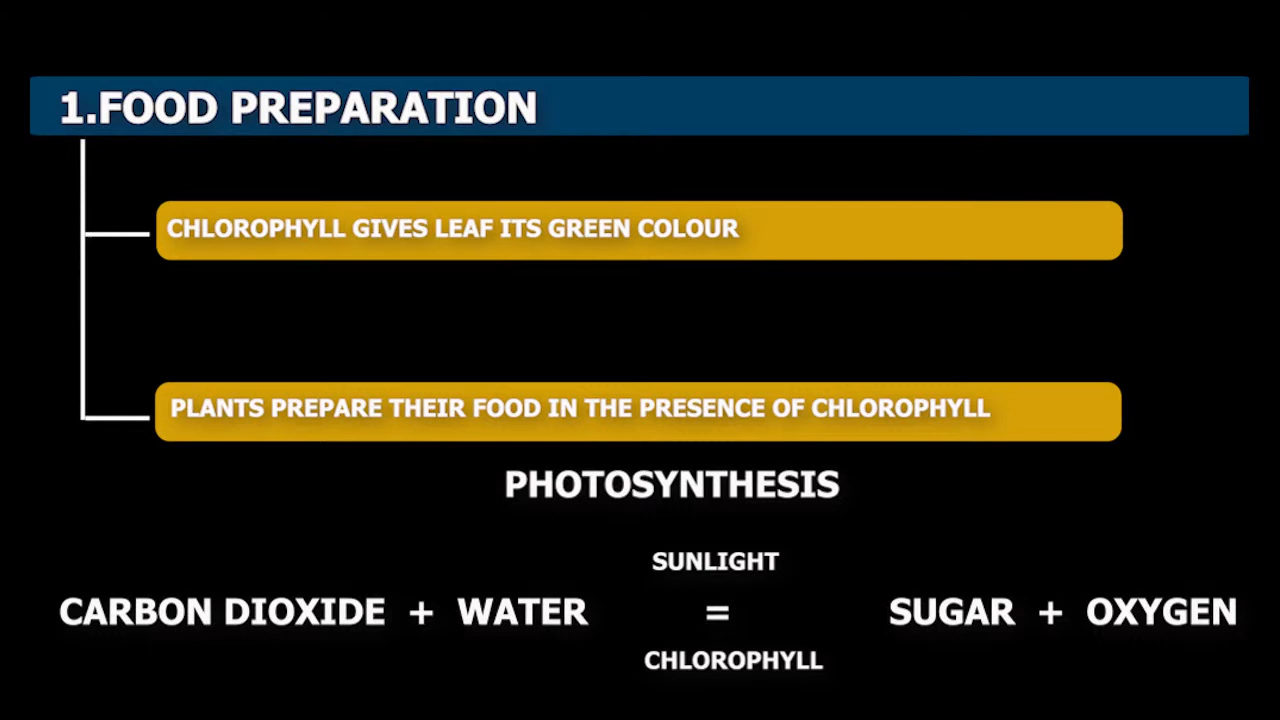 1.FOOD PREPARATION
CHLOROPHYLL GIVES LEAF ITS GREEN COLOUR
PLANTS PREPARE THEIR FOOD IN THE PRESENCE OF CHLOROPHYLL
PHOTOSYNTHESIS
SUNLIGHT
CARBON DIOXIDE + WATER = SUGAR + OXYGEN
CHLOROPHYLL